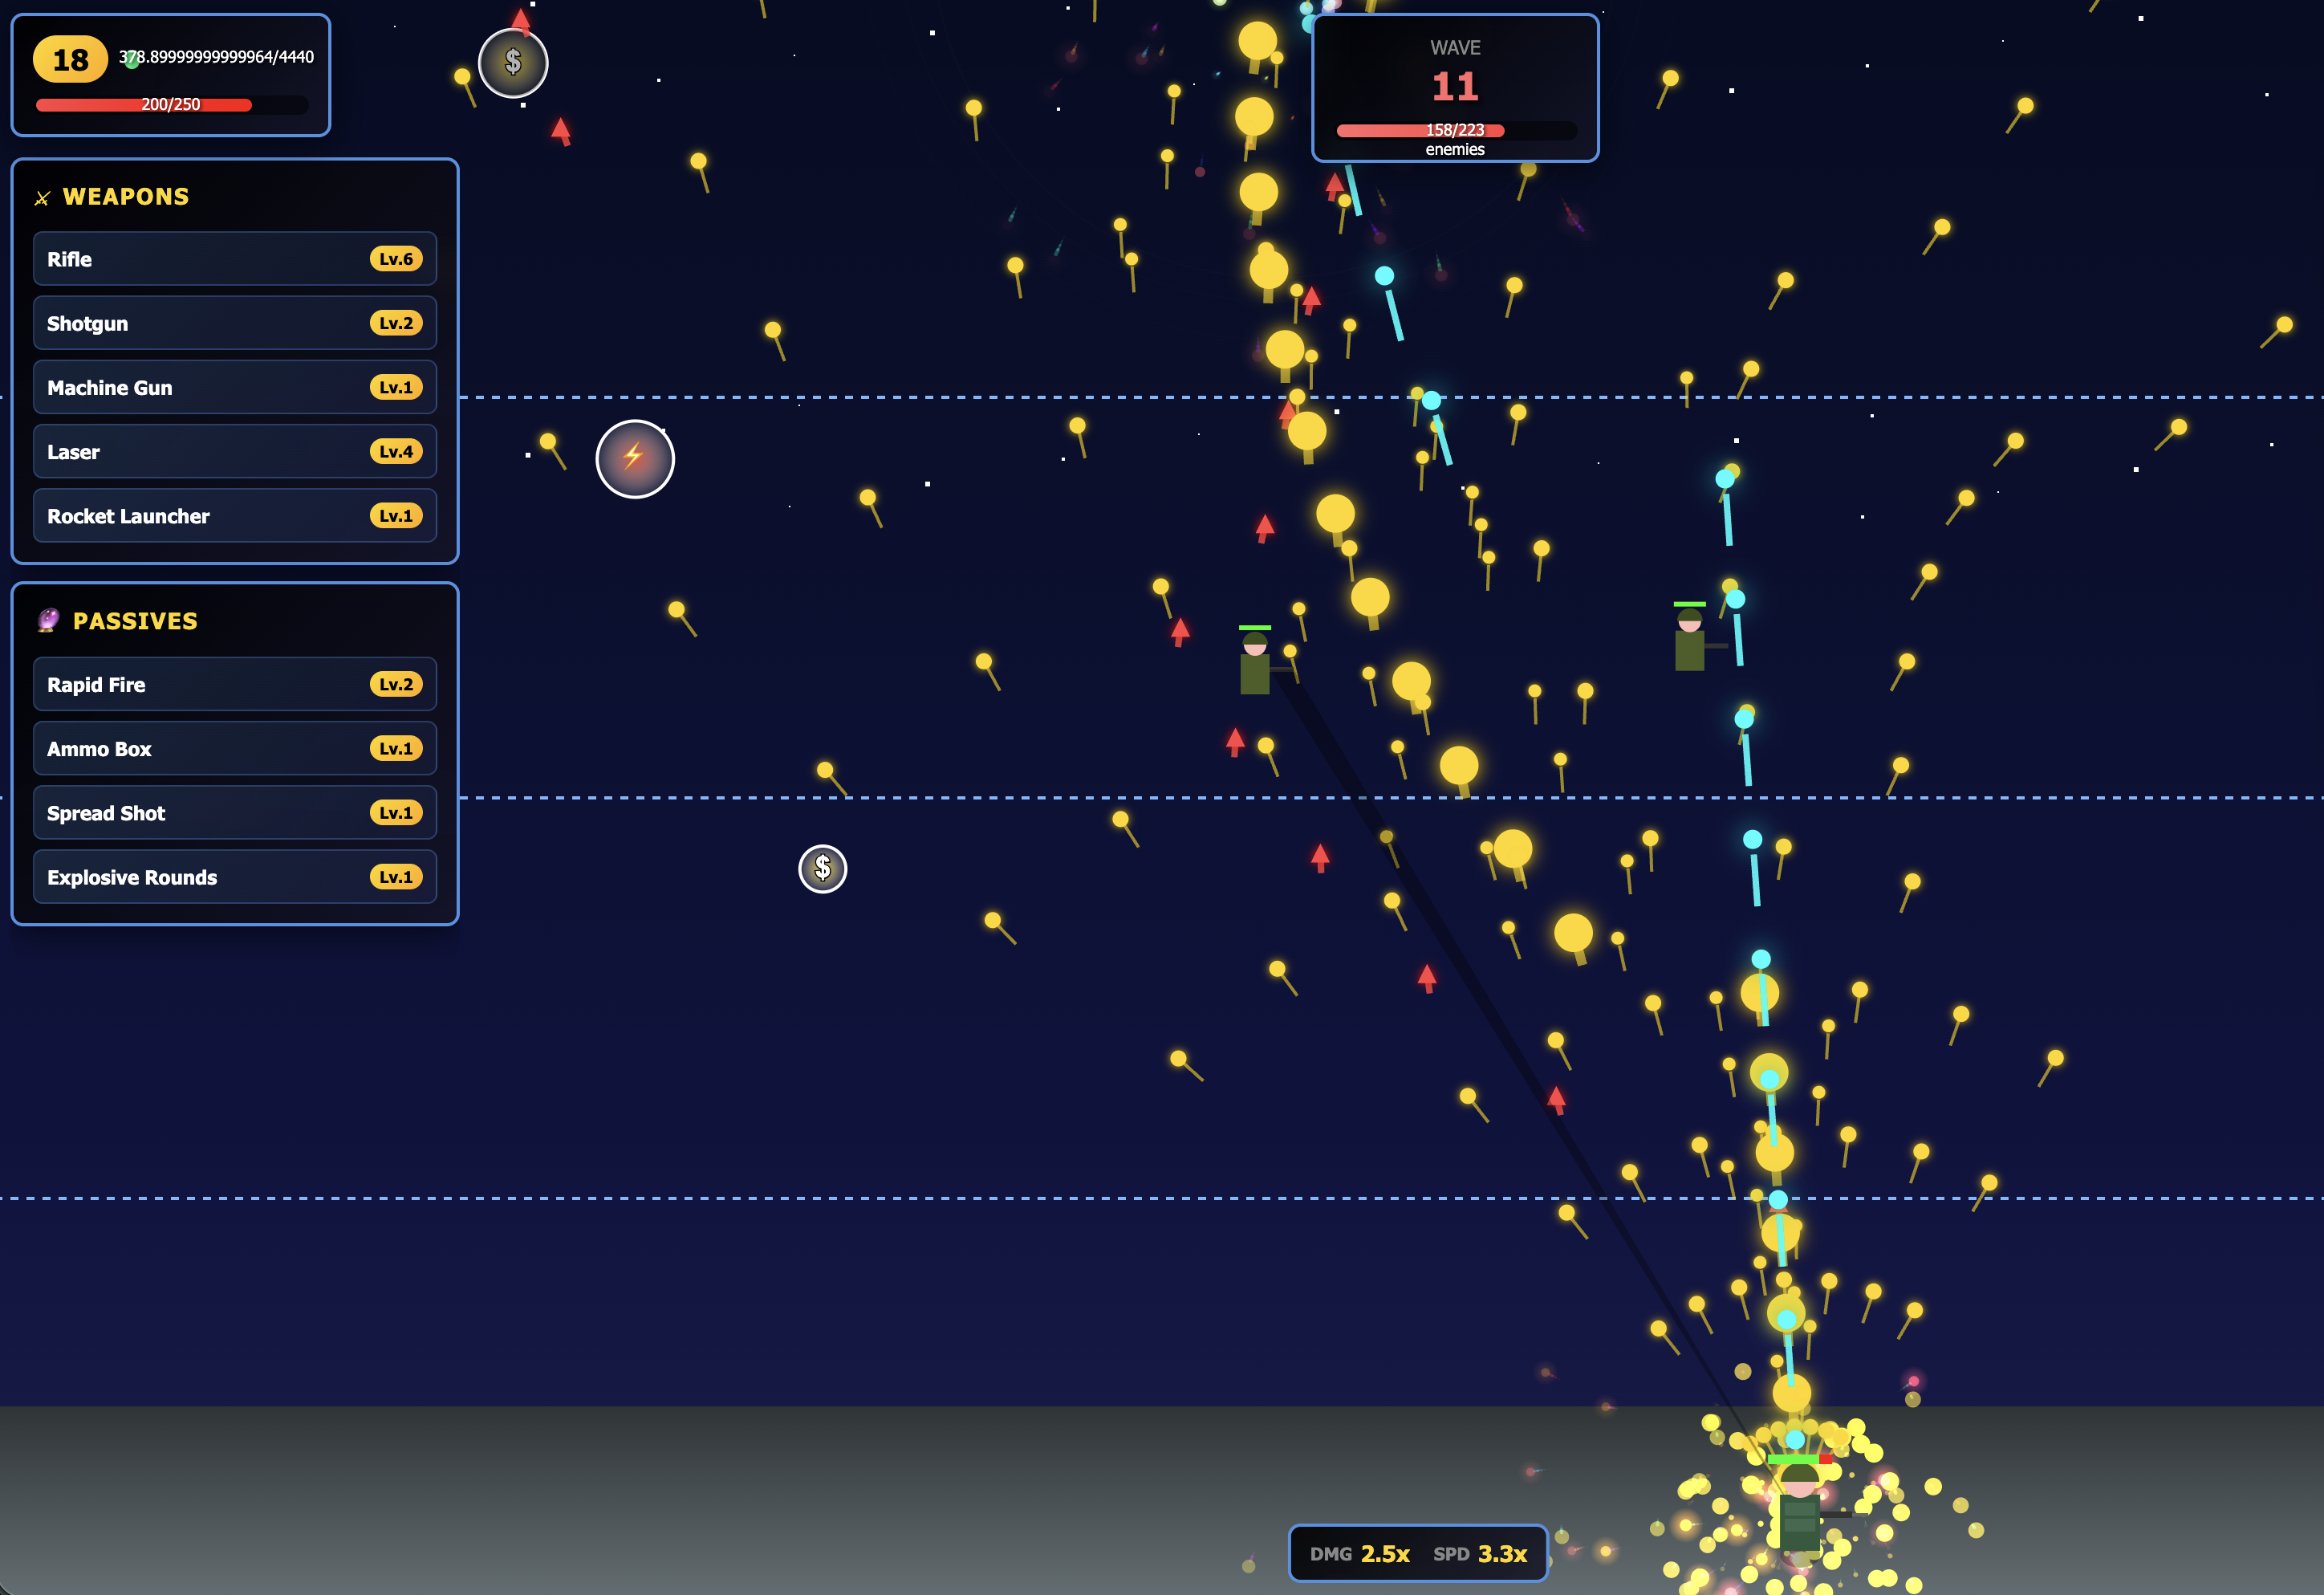 18 378.89999999999964/4440
200/250
WAVE
11
158/223
enemies
⚔ WEAPONS
Rifle Lv.6
Shotgun Lv.2
Machine Gun Lv.1
Laser Lv.4
Rocket Launcher Lv.1
🔮 PASSIVES
Rapid Fire Lv.2
Ammo Box Lv.1
Spread Shot Lv.1
Explosive Rounds Lv.1
$
⚡
$
DMG 2.5x SPD 3.3x